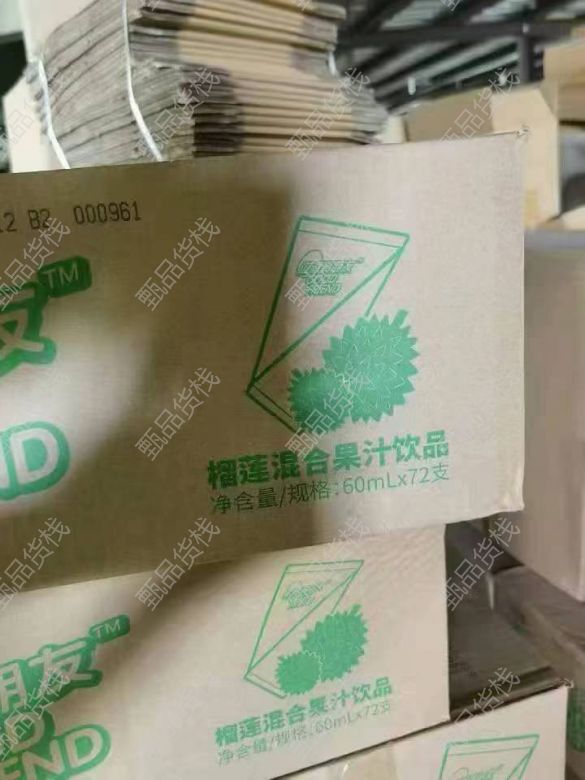 12 B2 000961
友™
ND
GOOD
FRIEND
榴莲混合果汁饮品
净含量/规格:60mLx72支
朋友™
END
榴莲混合果汁饮品
净含量/规格:60mLx72支
甄品货栈